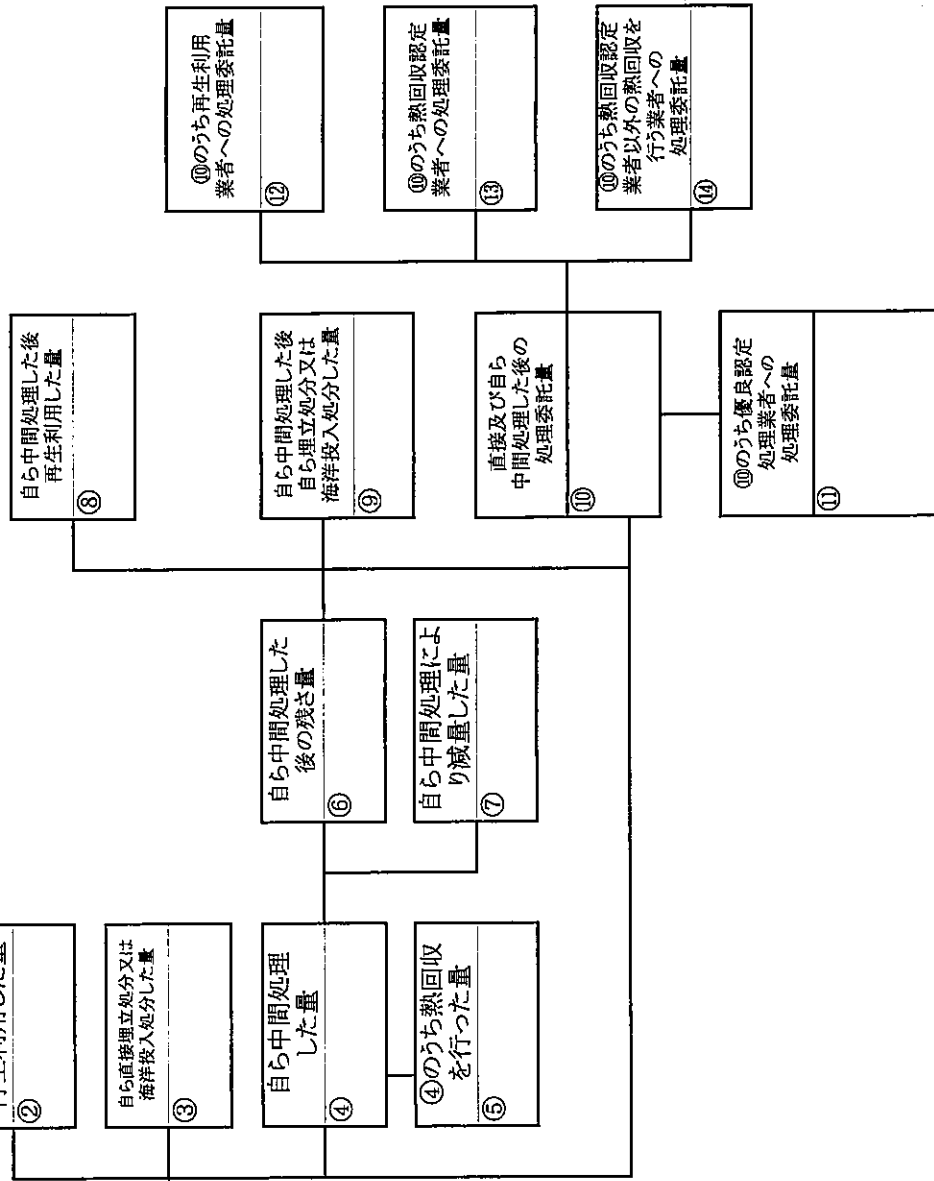 再生利用した量
②
自ら直接埋立処分又は
海洋投入処分した量
③
自ら中間処理
した量
④
④のうち熱回収
を行った量
⑤
自ら中間処理した
後の残さ量
⑥
自ら中間処理によ
り減量した量
⑦
自ら中間処理した後
再生利用した量
⑧
自ら中間処理した後
自ら埋立処分又は
海洋投入処分した量
⑨
直接及び自ら
中間処理した後の
処理委託量
⑩
⑩のうち優良認定
処理業者への
処理委託量
⑪
⑩のうち再生利用
業者への処理委託量
⑫
⑩のうち熱回収認定
業者への処理委託量
⑬
⑩のうち熱回収認定
業者以外の熱回収を
行う業者への
処理委託量
⑭